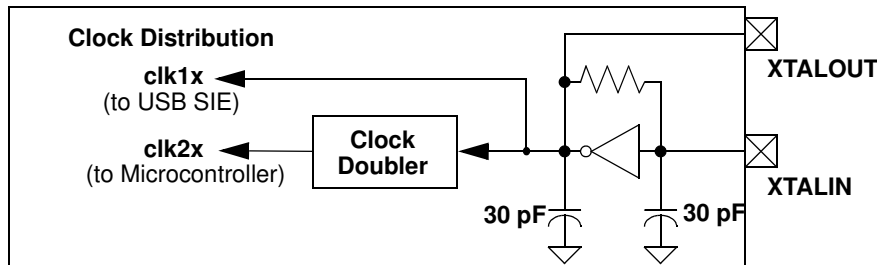 Clock Distribution
clk1x
(to USB SIE)
clk2x
(to Microcontroller)
Clock
Doubler
30 pF
30 pF
XTALOUT
XTALIN